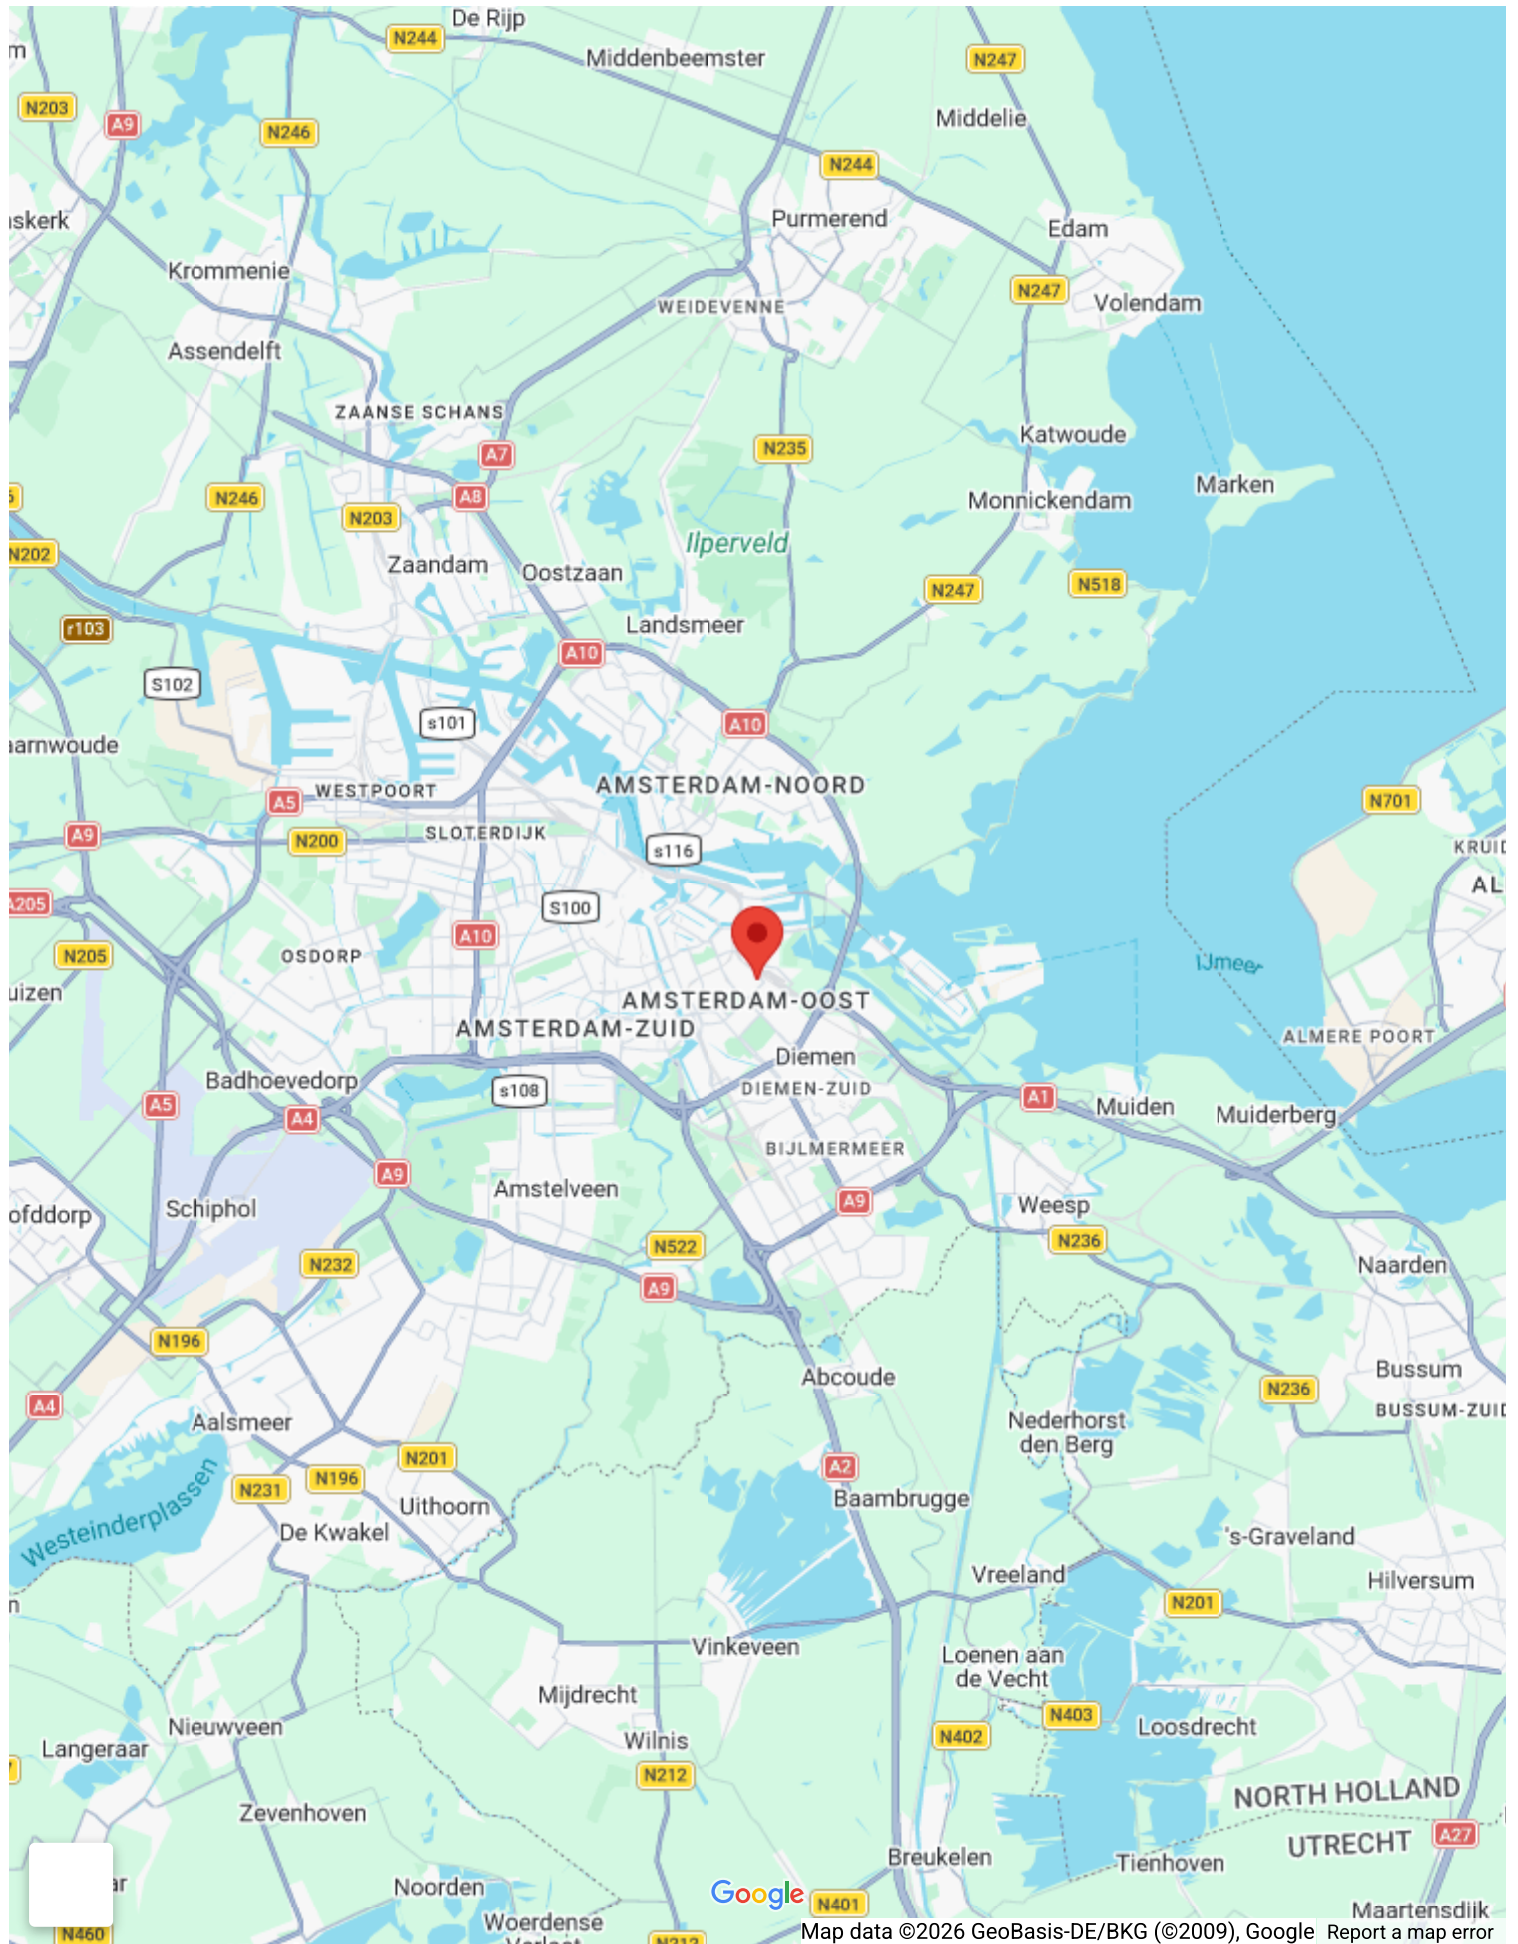 De Rijp
N244
Middenbeemster
N247
N203
A9
Middelie
N246
N244
Purmerend
Edam
Krommenie
N247
Volendam
WEIDEVENNE
Assendelft
ZAANSE SCHANS
Katwoude
N235
A7
Marken
A8
N246
Monnickendam
N203
Ilperveld
N202
Zaandam
Oostzaan
N518
N247
r103
Landsmeer
A10
S102
s101
A10
AMSTERDAM-NOORD
WESTPOORT
A5
N701
A9
SLOTERDIJK
N200
s116
A205
S100
A10
OSDORP
N205
IJmeer
AMSTERDAM-OOST
AMSTERDAM-ZUID
ALMERE POORT
Diemen
Badhoevedorp
DIEMEN-ZUID
s108
A1
A5
Muiden
Muiderberg
A4
BIJLMERMEER
A9
Amstelveen
A9
Schiphol
Weesp
N522
N236
N232
Naarden
A9
N196
Bussum
Abcoude
N236
A4
BUSSUM-ZUID
Aalsmeer
Nederhorst
den Berg
N201
A2
N196
N231
Baambrugge
Westeinderplassen
Uithoorn
De Kwakel
's-Graveland
Vreeland
Hilversum
N201
Vinkeveen
Loenen aan
de Vecht
Mijdrecht
N403
Nieuwveen
Loosdrecht
Wilnis
N402
Langeraar
N212
NORTH HOLLAND
Zevenhoven
A27
UTRECHT
Breukelen
Tienhoven
Noorden
Google
N401
Maartensdijk
Woerdense
N460
Map data ©2026 GeoBasis-DE/BKG (©2009), Google
Report a map error